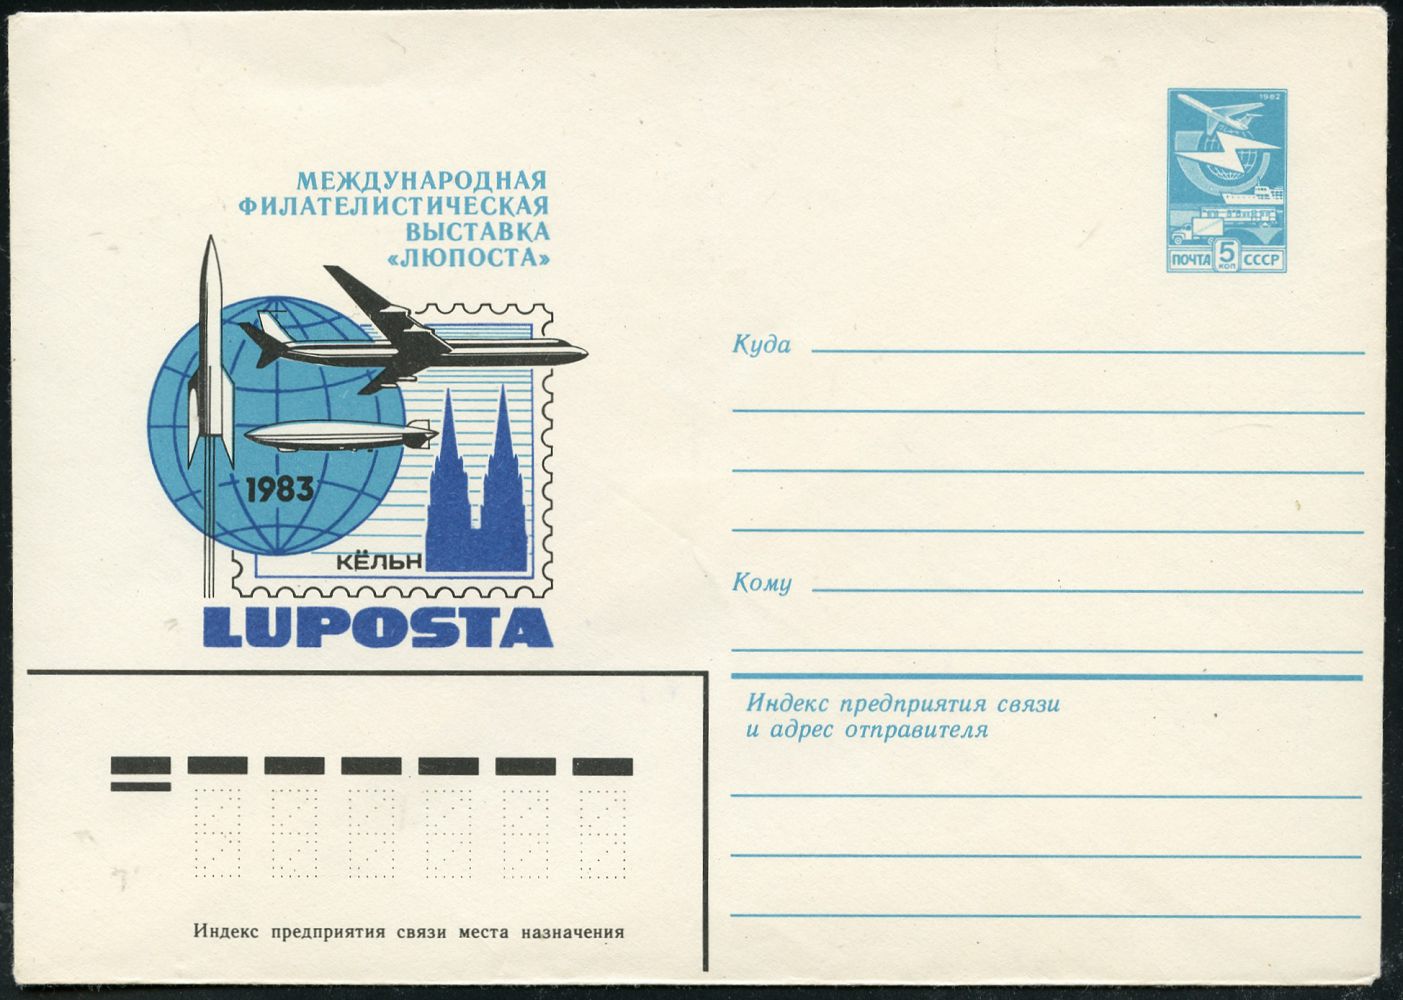 МЕЖДУНАРОДНАЯ
ФИЛАТЕЛИСТИЧЕСКАЯ
ВЫСТАВКА
«ЛЮПОСТА»
1983
КЁЛЬН
LUPOSTA
1982
ПОЧТА 5 КОП СССР
Куда
Кому
Индекс предприятия связи
и адрес отправителя
Индекс предприятия связи места назначения